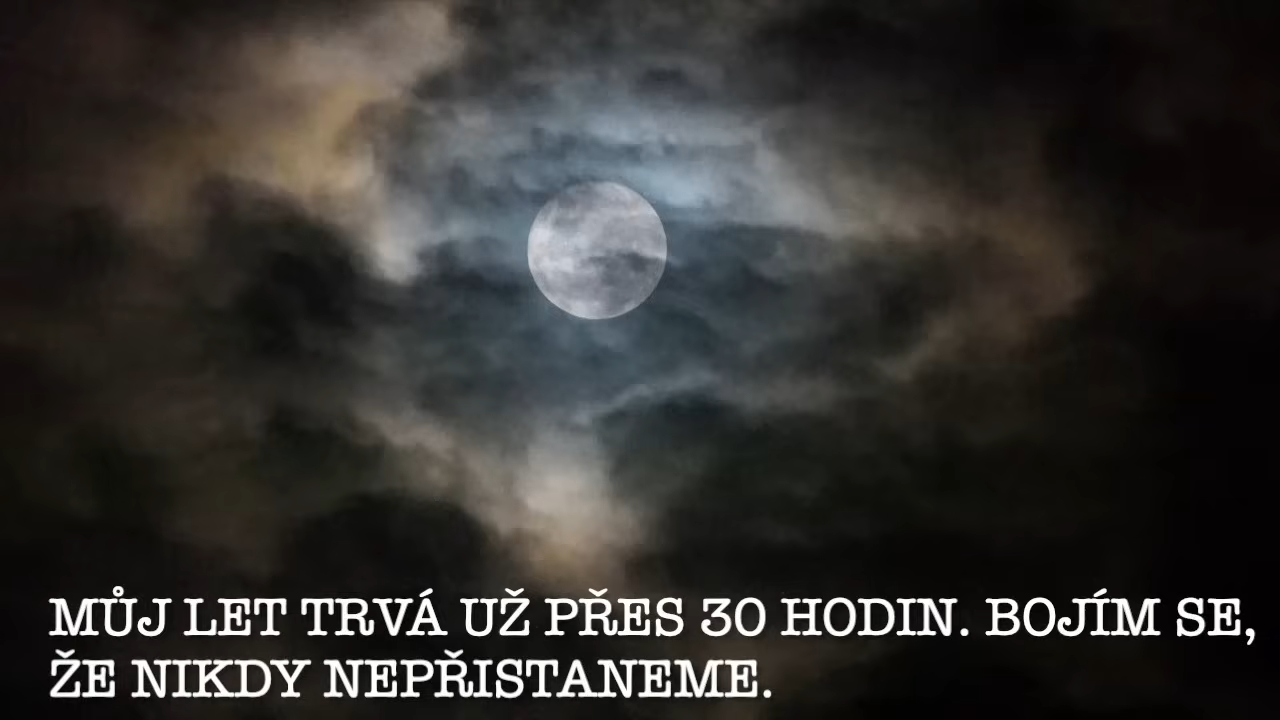 MŮJ LET TRVÁ UŽ PŘES 30 HODIN. BOJÍM SE,
ŽE NIKDY NEPŘISTANEME.